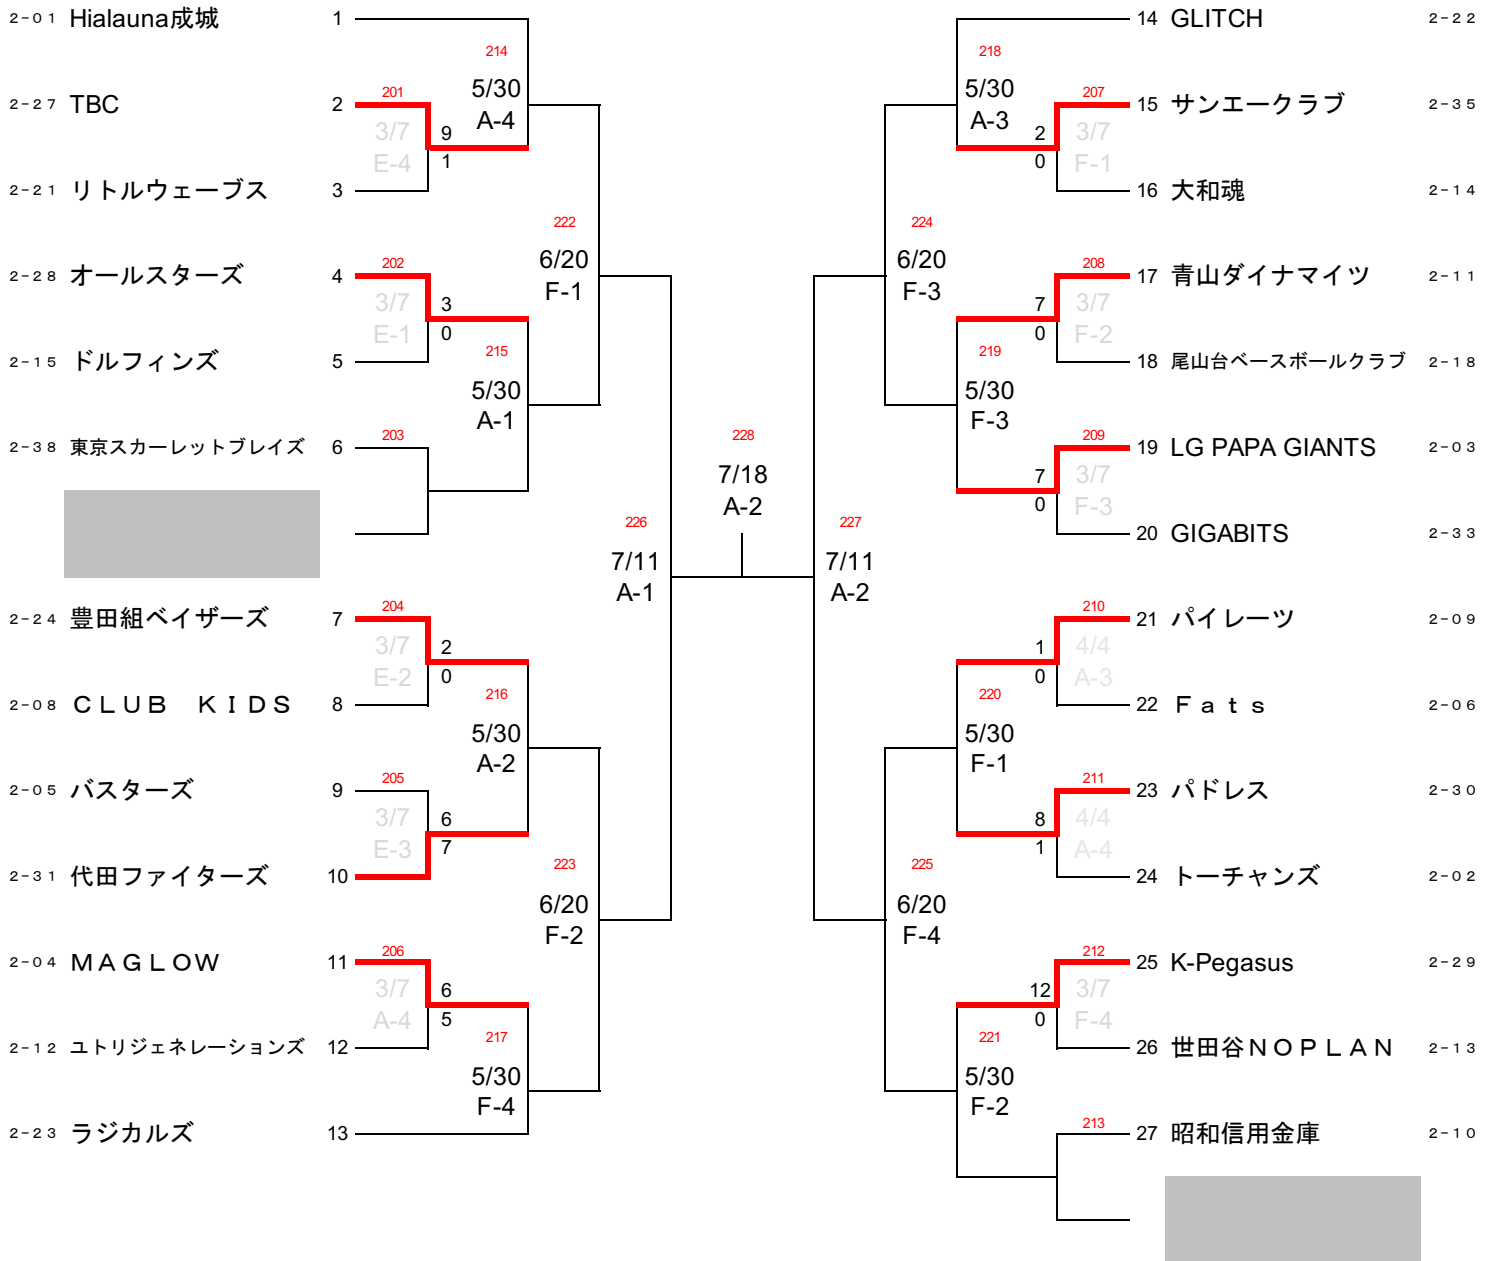 ２－０１ Hialauna成城 1
214
5/30
A-4
２－２７ TBC 2
201
3/7
E-4
9
1
２－２１ リトルウェーブス 3
222
6/20
F-1
２－２８ オールスターズ 4
202
3/7
E-1
3
0
２－１５ ドルフィンズ 5
215
5/30
A-1
２－３８ 東京スカーレットブレイズ 6
203
226
7/11
A-1
２－２４ 豊田組ベイザーズ 7
204
3/7
E-2
2
0
２－０８ ＣＬＵＢ　ＫＩＤＳ 8
216
5/30
A-2
２－０５ バスターズ 9
205
3/7
E-3
6
7
２－３１ 代田ファイターズ 10
223
6/20
F-2
２－０４ ＭＡＧＬＯＷ 11
206
3/7
A-4
6
5
２－１２ ユトリジェネレーションズ 12
217
5/30
F-4
２－２３ ラジカルズ 13
228
7/18
A-2
14 GLITCH ２－２２
218
5/30
A-3
207
15 サンエークラブ ２－３５
3/7
F-1
2
0
16 大和魂 ２－１４
224
6/20
F-3
208
17 青山ダイナマイツ ２－１１
3/7
F-2
7
0
18 尾山台ベースボールクラブ ２－１８
219
5/30
F-3
209
19 LG PAPA GIANTS ２－０３
3/7
F-3
7
0
20 GIGABITS ２－３３
227
7/11
A-2
210
21 パイレーツ ２－０９
4/4
A-3
1
0
22 Ｆａｔｓ ２－０６
220
5/30
F-1
211
23 パドレス ２－３０
4/4
A-4
8
1
24 トーチャンズ ２－０２
225
6/20
F-4
212
25 K-Pegasus ２－２９
3/7
F-4
12
0
26 世田谷ＮＯＰＬＡＮ ２－１３
221
5/30
F-2
213
27 昭和信用金庫 ２－１０